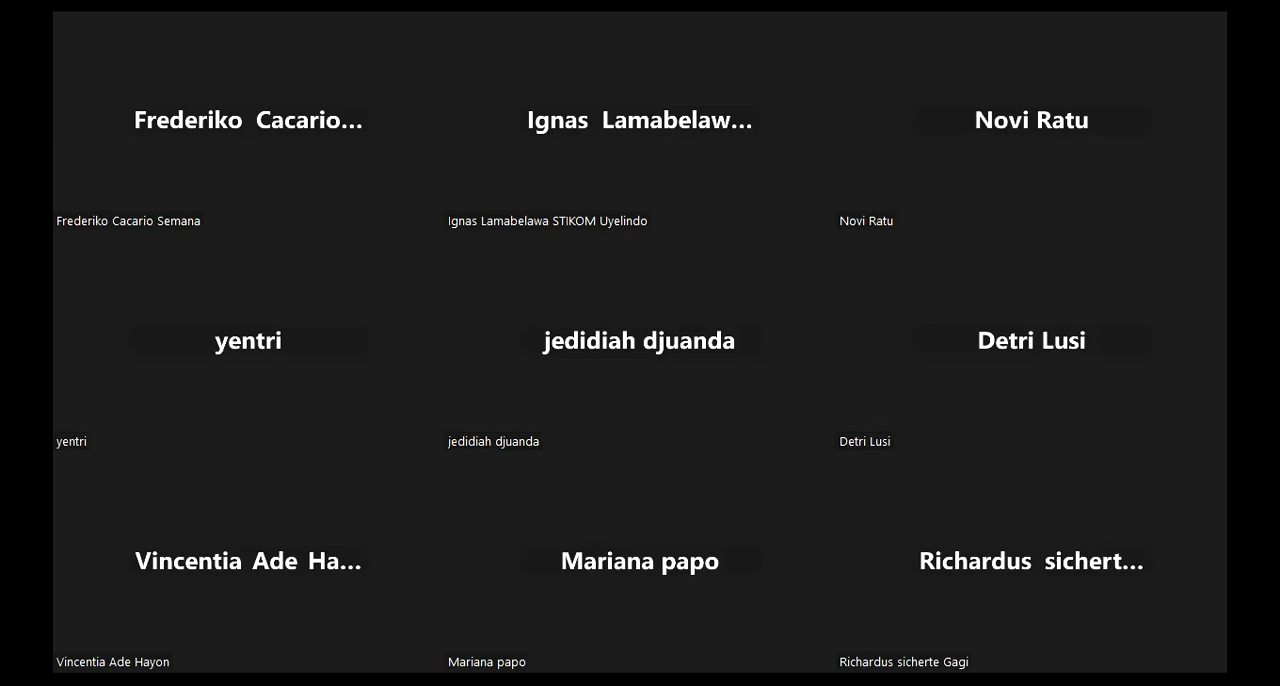 Frederiko Cacario...
Ignas Lamabelaw...
Novi Ratu
Frederiko Cacario Semana
Ignas Lamabelawa STIKOM Uyelindo
Novi Ratu
yentri
jedidiah djuanda
Detri Lusi
yentri
jedidiah djuanda
Detri Lusi
Vincentia Ade Ha...
Mariana papo
Richardus sichert...
Vincentia Ade Hayon
Mariana papo
Richardus sicherte Gagi